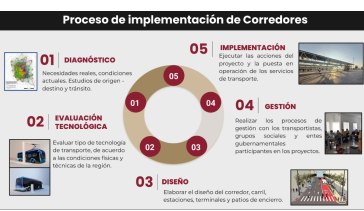 Proceso de implementación de Corredores
01 DIAGNÓSTICO
Necesidades reales, condiciones
actuales. Estudios de origen -
destino y tránsito.
02 EVALUACIÓN
TECNOLÓGICA
Evaluar tipo de tecnología
de transporte, de acuerdo
a las condiciones físicas y
técnicas de la región.
03 DISEÑO
Elaborar el diseño del corredor, carril,
estaciones, terminales y patios de encierro.
04 GESTIÓN
Realizar los procesos de
gestión con los transportistas,
grupos sociales y entes
gubernamentales
participantes en los proyectos.
05 IMPLEMENTACIÓN
Ejecutar las acciones del
proyecto y la puesta en
operación de los servicios
de transporte.
05
01
04
02
03